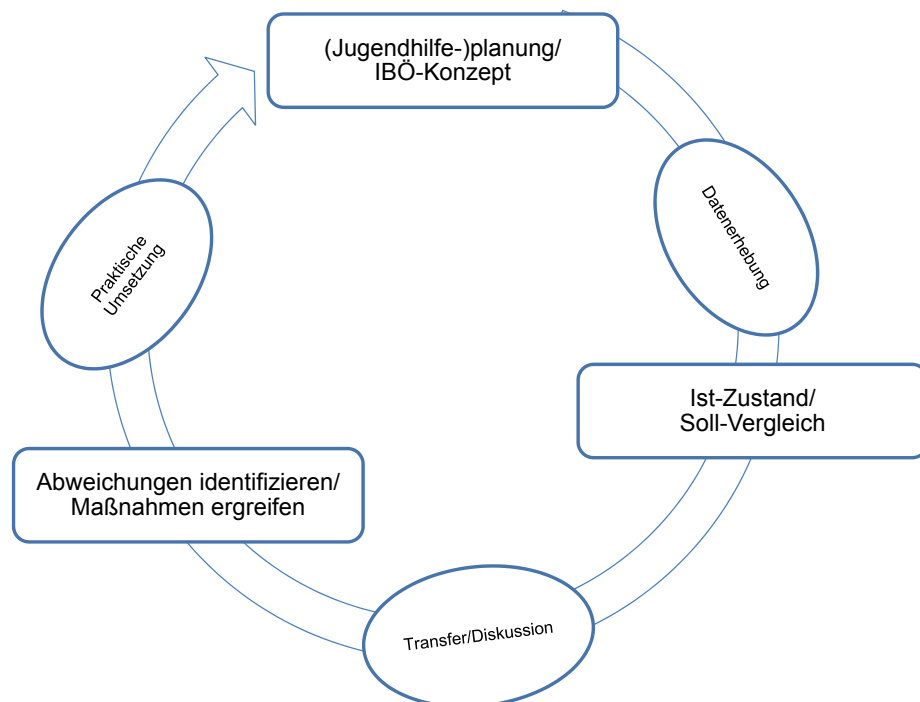 (Jugendhilfe-)planung/
IBÖ-Konzept
Datenerhebung
Ist-Zustand/
Soll-Vergleich
Transfer/Diskussion
Abweichungen identifizieren/
Maßnahmen ergreifen
Praktische
Umsetzung